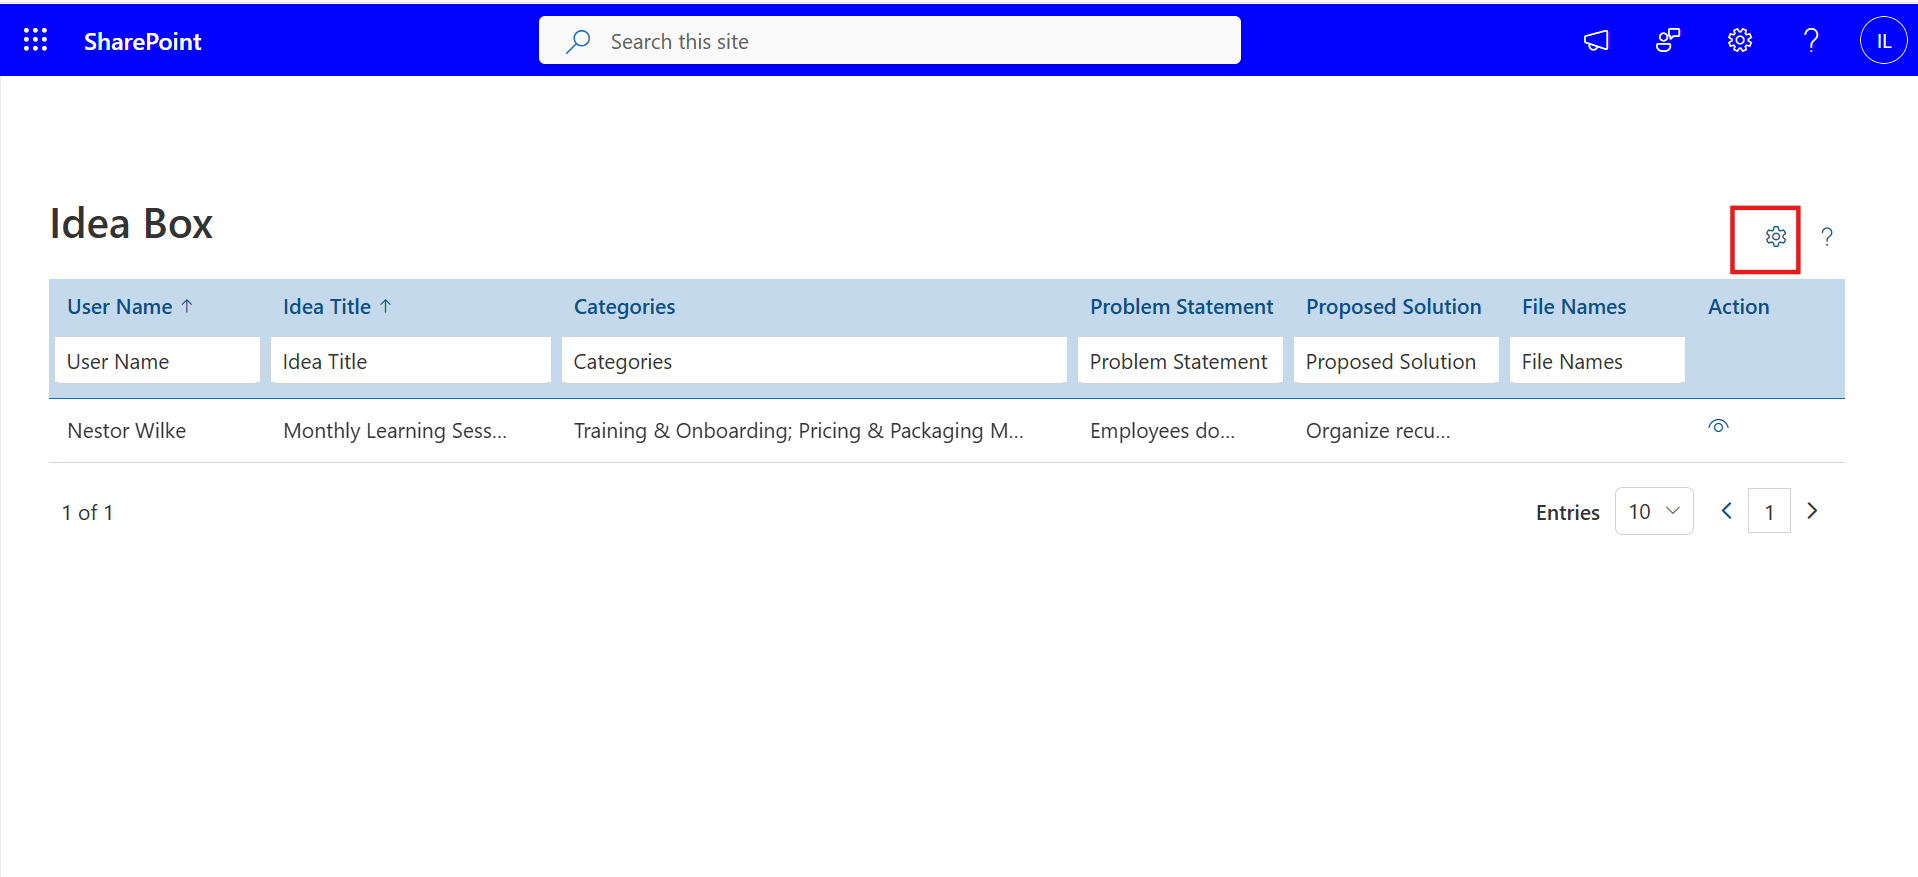 SharePoint
Search this site
?
IL
Idea Box
?
User Name ↑ Idea Title ↑ Categories Problem Statement Proposed Solution File Names Action
User Name Idea Title Categories Problem Statement Proposed Solution File Names
Nestor Wilke Monthly Learning Sess... Training & Onboarding; Pricing & Packaging M... Employees do... Organize recu...
1 of 1 Entries 10 1